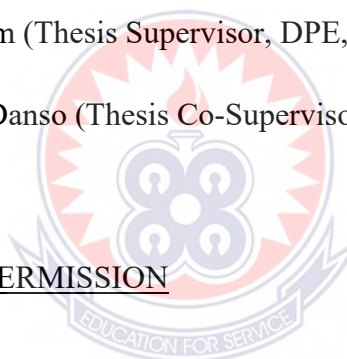 m (Thesis Supervisor, DPE,
Danso (Thesis Co-Superviso
ERMISSION
EDUCATION FOR SERVICE